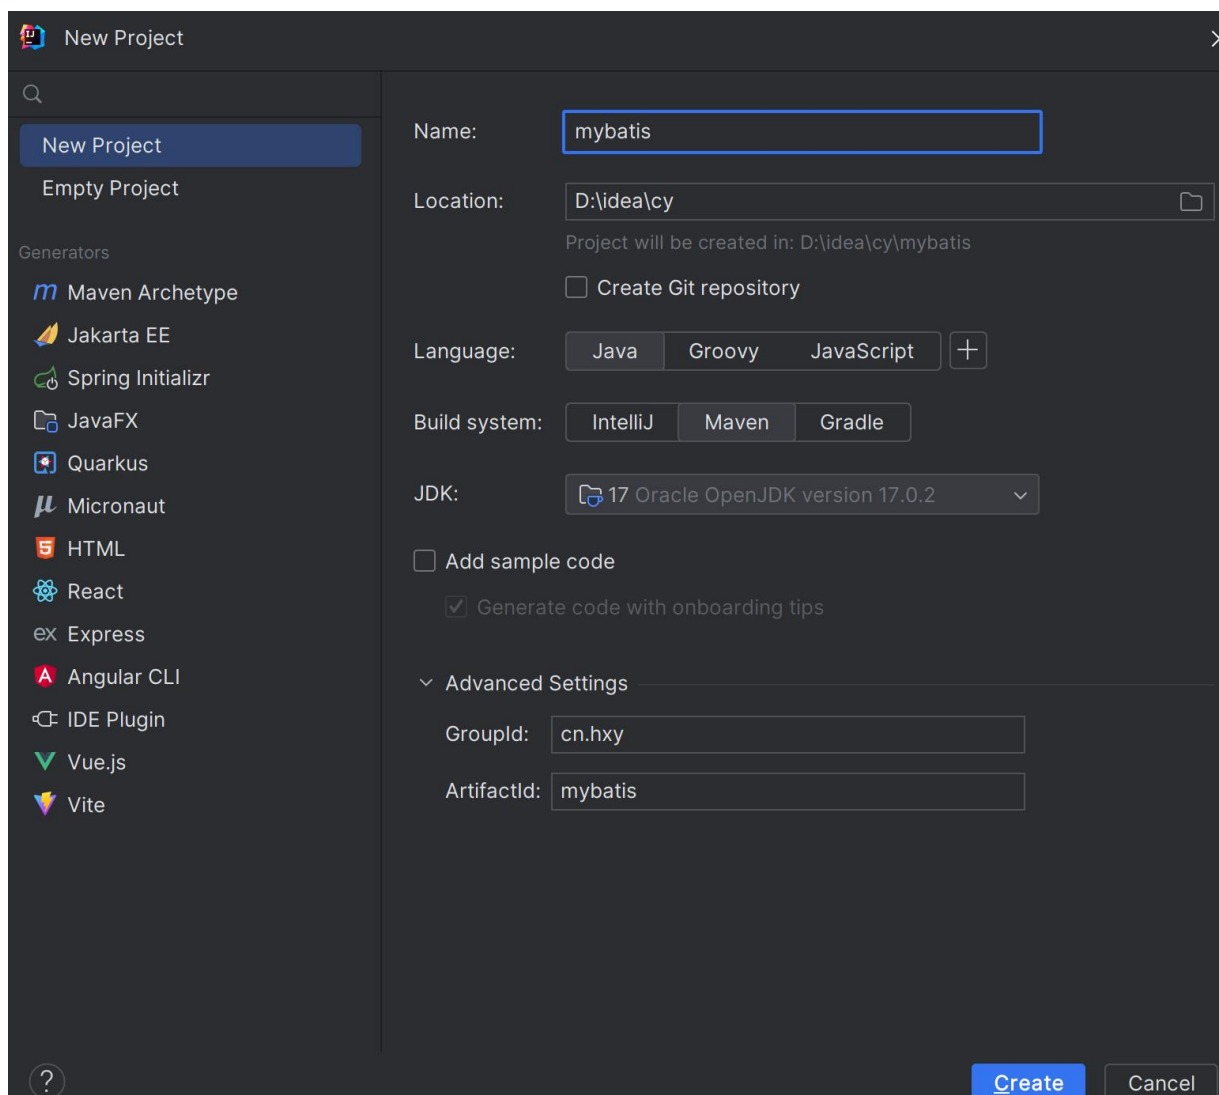 New Project
New Project
Empty Project
Generators
Maven Archetype
Jakarta EE
Spring Initializr
JavaFX
Quarkus
Micronaut
HTML
React
ex Express
Angular CLI
IDE Plugin
Vue.js
Vite
Name: mybatis
Location: D:\idea\cy
Project will be created in: D:\idea\cy\mybatis
Create Git repository
Language: Java Groovy JavaScript
Build system: IntelliJ Maven Gradle
JDK: 17 Oracle OpenJDK version 17.0.2
Add sample code
Generate code with onboarding tips
Advanced Settings
GroupId: cn.hxy
ArtifactId: mybatis
? Create Cancel